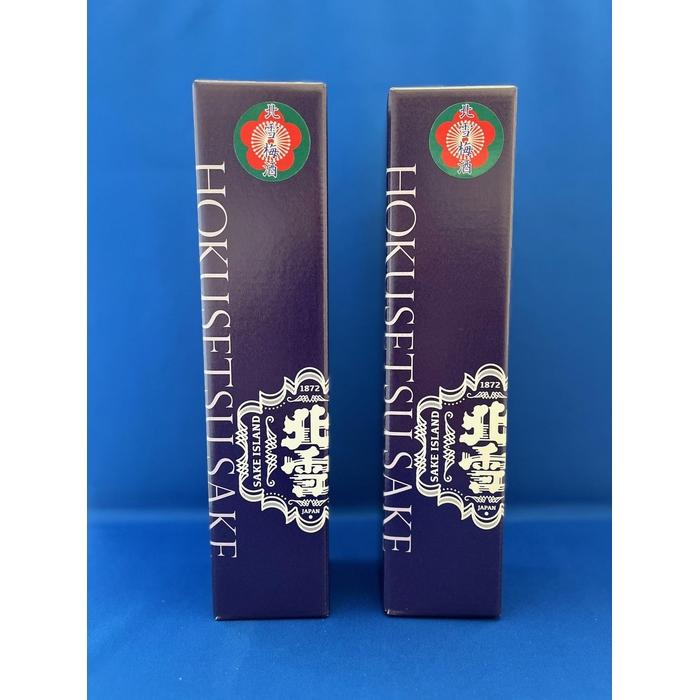 北雪梅酒
HOKUSETSU SAKE
1872
SAKE ISLAND
北雪
JAPAN
北雪梅酒
HOKUSETSU SAKE
1872
SAKE ISLAND
北雪
JAPAN